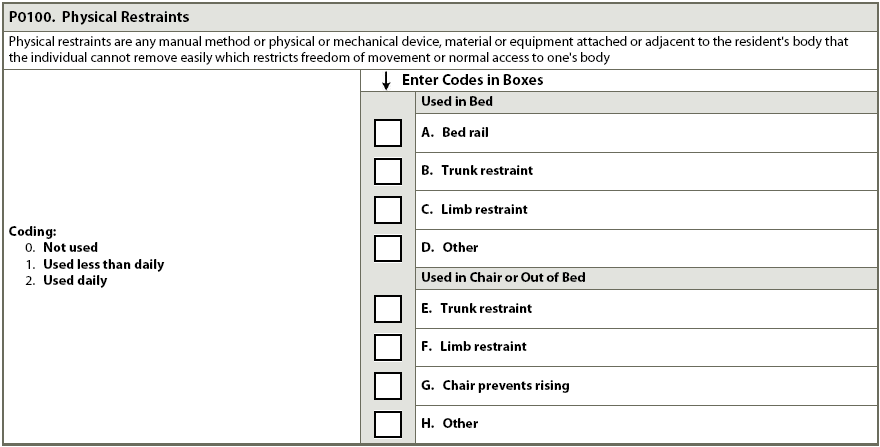 P0100. Physical Restraints
Physical restraints are any manual method or physical or mechanical device, material or equipment attached or adjacent to the resident's body that
the individual cannot remove easily which restricts freedom of movement or normal access to one's body
Coding:
0. Not used
1. Used less than daily
2. Used daily
↓ Enter Codes in Boxes
Used in Bed
A. Bed rail
B. Trunk restraint
C. Limb restraint
D. Other
Used in Chair or Out of Bed
E. Trunk restraint
F. Limb restraint
G. Chair prevents rising
H. Other